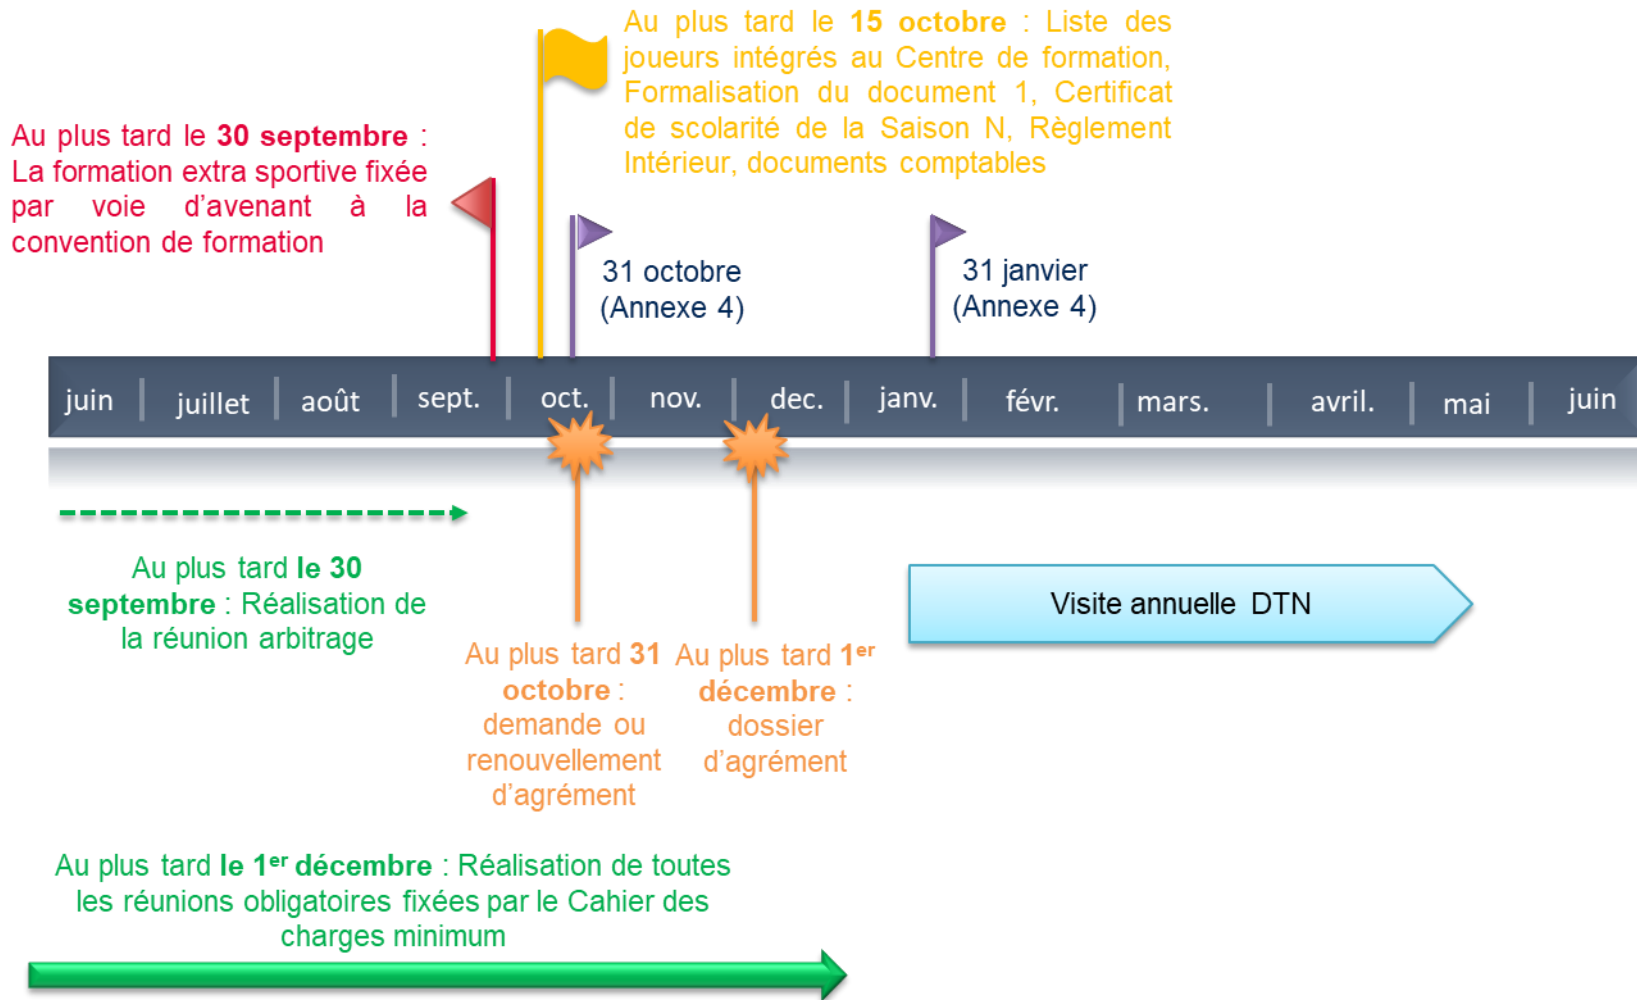 Au plus tard le 15 octobre : Liste des
joueurs intégrés au Centre de formation,
Formalisation du document 1, Certificat
de scolarité de la Saison N, Règlement
Intérieur, documents comptables
Au plus tard le 30 septembre :
La formation extra sportive fixée
par voie d'avenant à la
convention de formation
31 octobre
(Annexe 4)
31 janvier
(Annexe 4)
juin juillet août sept. oct. nov. dec. janv. févr. mars. avril. mai juin
Au plus tard le 30
septembre : Réalisation de
la réunion arbitrage
Visite annuelle DTN
Au plus tard 31
octobre :
demande ou
renouvellement
d'agrément
Au plus tard 1er
décembre :
dossier
d'agrément
Au plus tard le 1er décembre : Réalisation de toutes
les réunions obligatoires fixées par le Cahier des
charges minimum